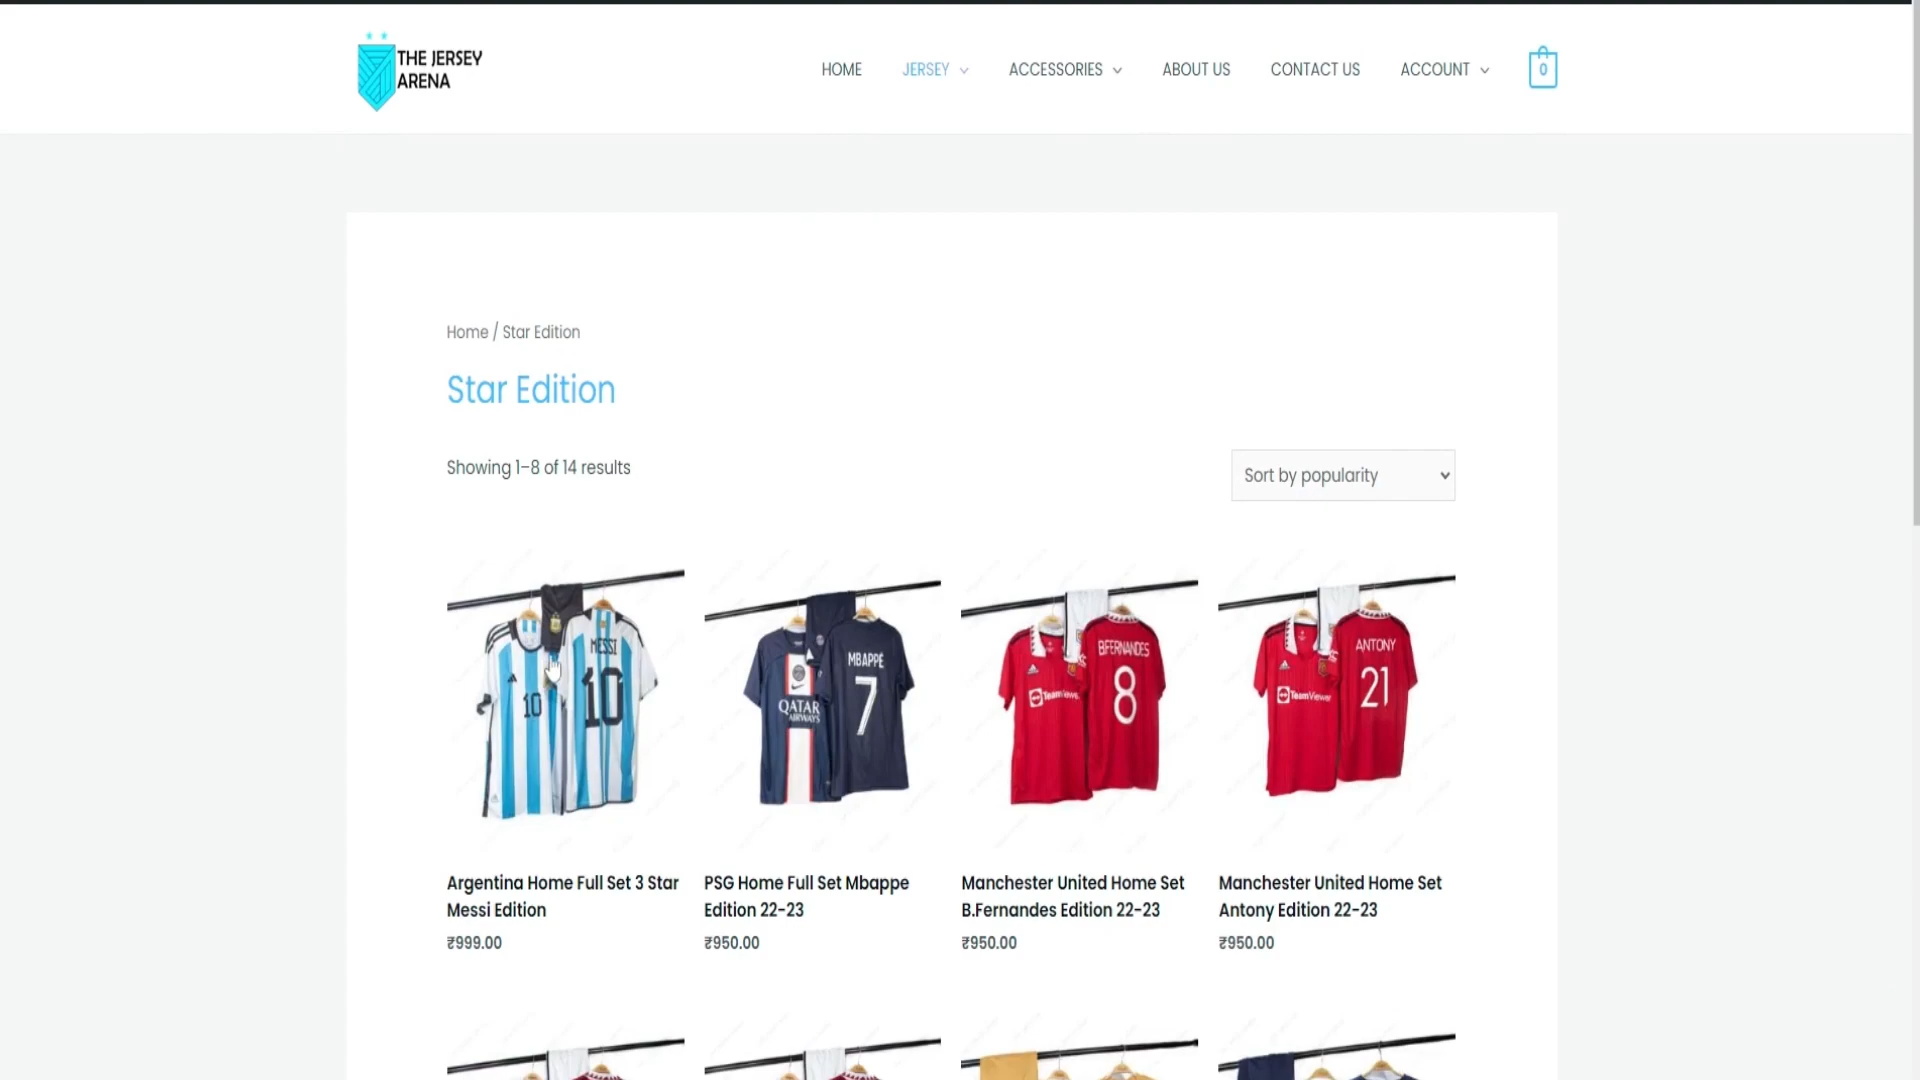 THE JERSEY
ARENA
HOME
JERSEY
ACCESSORIES
ABOUT US
CONTACT US
ACCOUNT
0
Home / Star Edition
Star Edition
Showing 1–8 of 14 results
Sort by popularity
MESSI
10
10
MBAPPÉ
7
QATAR
AIRWAYS
B.FERNANDES
8
TeamViewer
ANTONY
21
TeamViewer
Argentina Home Full Set 3 Star
Messi Edition
₹999.00
PSG Home Full Set Mbappe
Edition 22-23
₹950.00
Manchester United Home Set
B.Fernandes Edition 22-23
₹950.00
Manchester United Home Set
Antony Edition 22-23
₹950.00